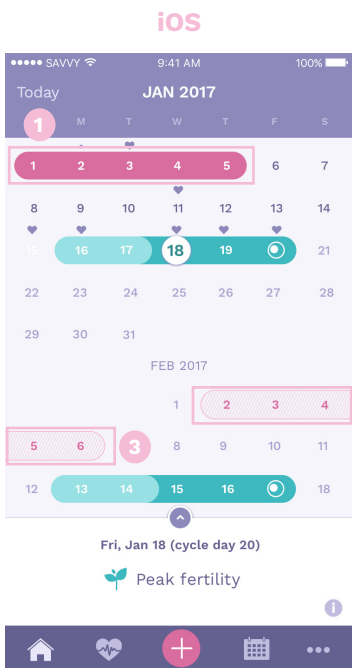 iOS
SAVVY 9:41 AM 100%
Today JAN 2017
1 M T W T F S
1 2 3 4 5 6 7
8 9 10 11 12 13 14
15 16 17 18 19 21
22 23 24 25 26 27 28
29 30 31
FEB 2017
1 2 3 4
5 6 3 8 9 10 11
12 13 14 15 16 18
Fri, Jan 18 (cycle day 20)
Peak fertility
i